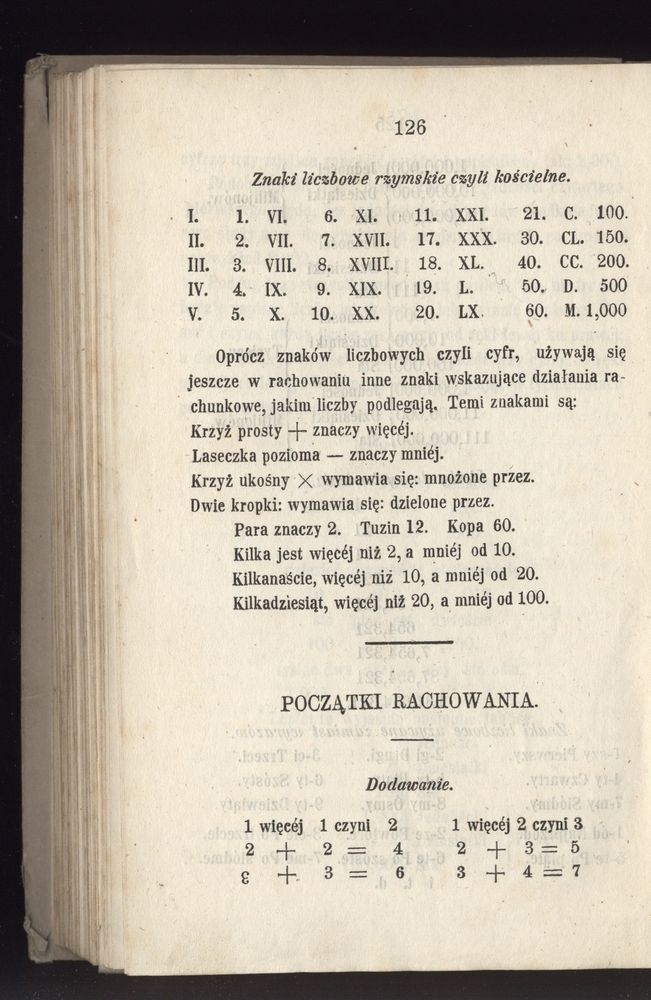 126
Znaki liczbowe rzymskie czyli kościelne.
I. 1. VI. 6. XI. 11. XXI. 21. C. 100.
II. 2. VII. 7. XVII. 17. XXX. 30. CL. 150.
III. 3. VIII. 8. XVIII. 18. XL. 40. CC. 200.
IV. 4. IX. 9. XIX. 19. L. 50. D. 500
V. 5. X. 10. XX. 20. LX. 60. M. 1,000
Oprócz znaków liczbowych czyli cyfr, używają się
jeszcze w rachowaniu inne znaki wskazujące działania ra-
chunkowe, jakim liczby podlegają. Temi znakami są:
Krzyż prosty + znaczy więcéj.
Laseczka pozioma — znaczy mniéj.
Krzyż ukośny × wymawia się: mnożone przez.
Dwie kropki: wymawia się: dzielone przez.
Para znaczy 2. Tuzin 12. Kopa 60.
Kilka jest więcéj niż 2, a mniéj od 10.
Kilkanaście, więcéj niż 10, a mniéj od 20.
Kilkadziesiąt, więcéj niż 20, a mniéj od 100.
POCZĄTKI RACHOWANIA.
Dodawanie.
1 więcéj 1 czyni 2 1 więcéj 2 czyni 3
2 + 2 = 4 2 + 3 = 5
3 + 3 = 6 3 + 4 = 7